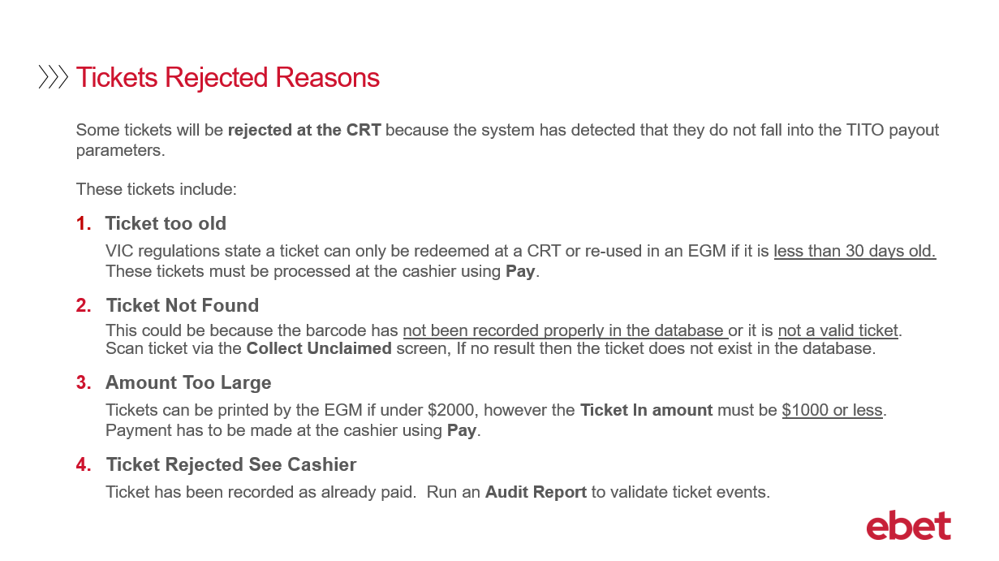 Tickets Rejected Reasons
Some tickets will be rejected at the CRT because the system has detected that they do not fall into the TITO payout
parameters.
These tickets include:
1. Ticket too old
VIC regulations state a ticket can only be redeemed at a CRT or re-used in an EGM if it is less than 30 days old.
These tickets must be processed at the cashier using Pay.
2. Ticket Not Found
This could be because the barcode has not been recorded properly in the database or it is not a valid ticket.
Scan ticket via the Collect Unclaimed screen, If no result then the ticket does not exist in the database.
3. Amount Too Large
Tickets can be printed by the EGM if under $2000, however the Ticket In amount must be $1000 or less.
Payment has to be made at the cashier using Pay.
4. Ticket Rejected See Cashier
Ticket has been recorded as already paid.  Run an Audit Report to validate ticket events.
ebet